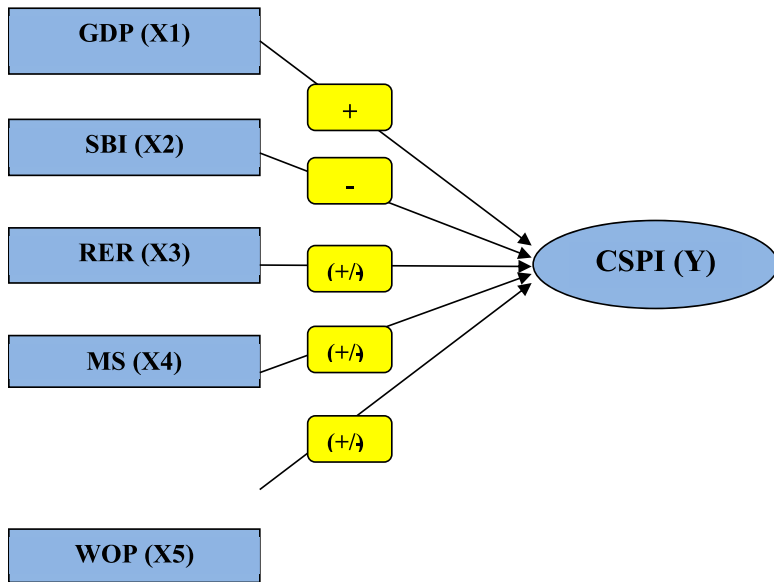 GDP (X1)
+
SBI (X2)
-
RER (X3)
(+/-)
CSPI (Y)
MS (X4)
(+/-)
(+/-)
WOP (X5)